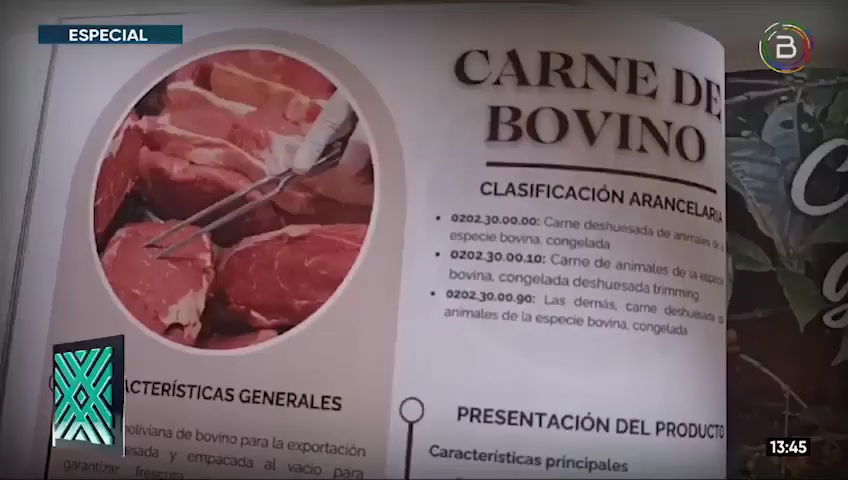 ESPECIAL
B
CARNE DE
BOVINO
CLASIFICACIÓN ARANCELARIA
• 0202.30.00.00: Carne deshuesada de animales de la
especie bovina, congelada
• 0202.30.00.10: Carne de animales de la especie
bovina, congelada deshuesada trimming
• 0202.30.00.90: Las demás, carne deshuesada de
animales de la especie bovina, congelada
ACTERÍSTICAS GENERALES
oliviana de bovino para la exportación
sada y empacada al vacío para
garantizar frescura
PRESENTACIÓN DEL PRODUCTO
Características principales
13:45